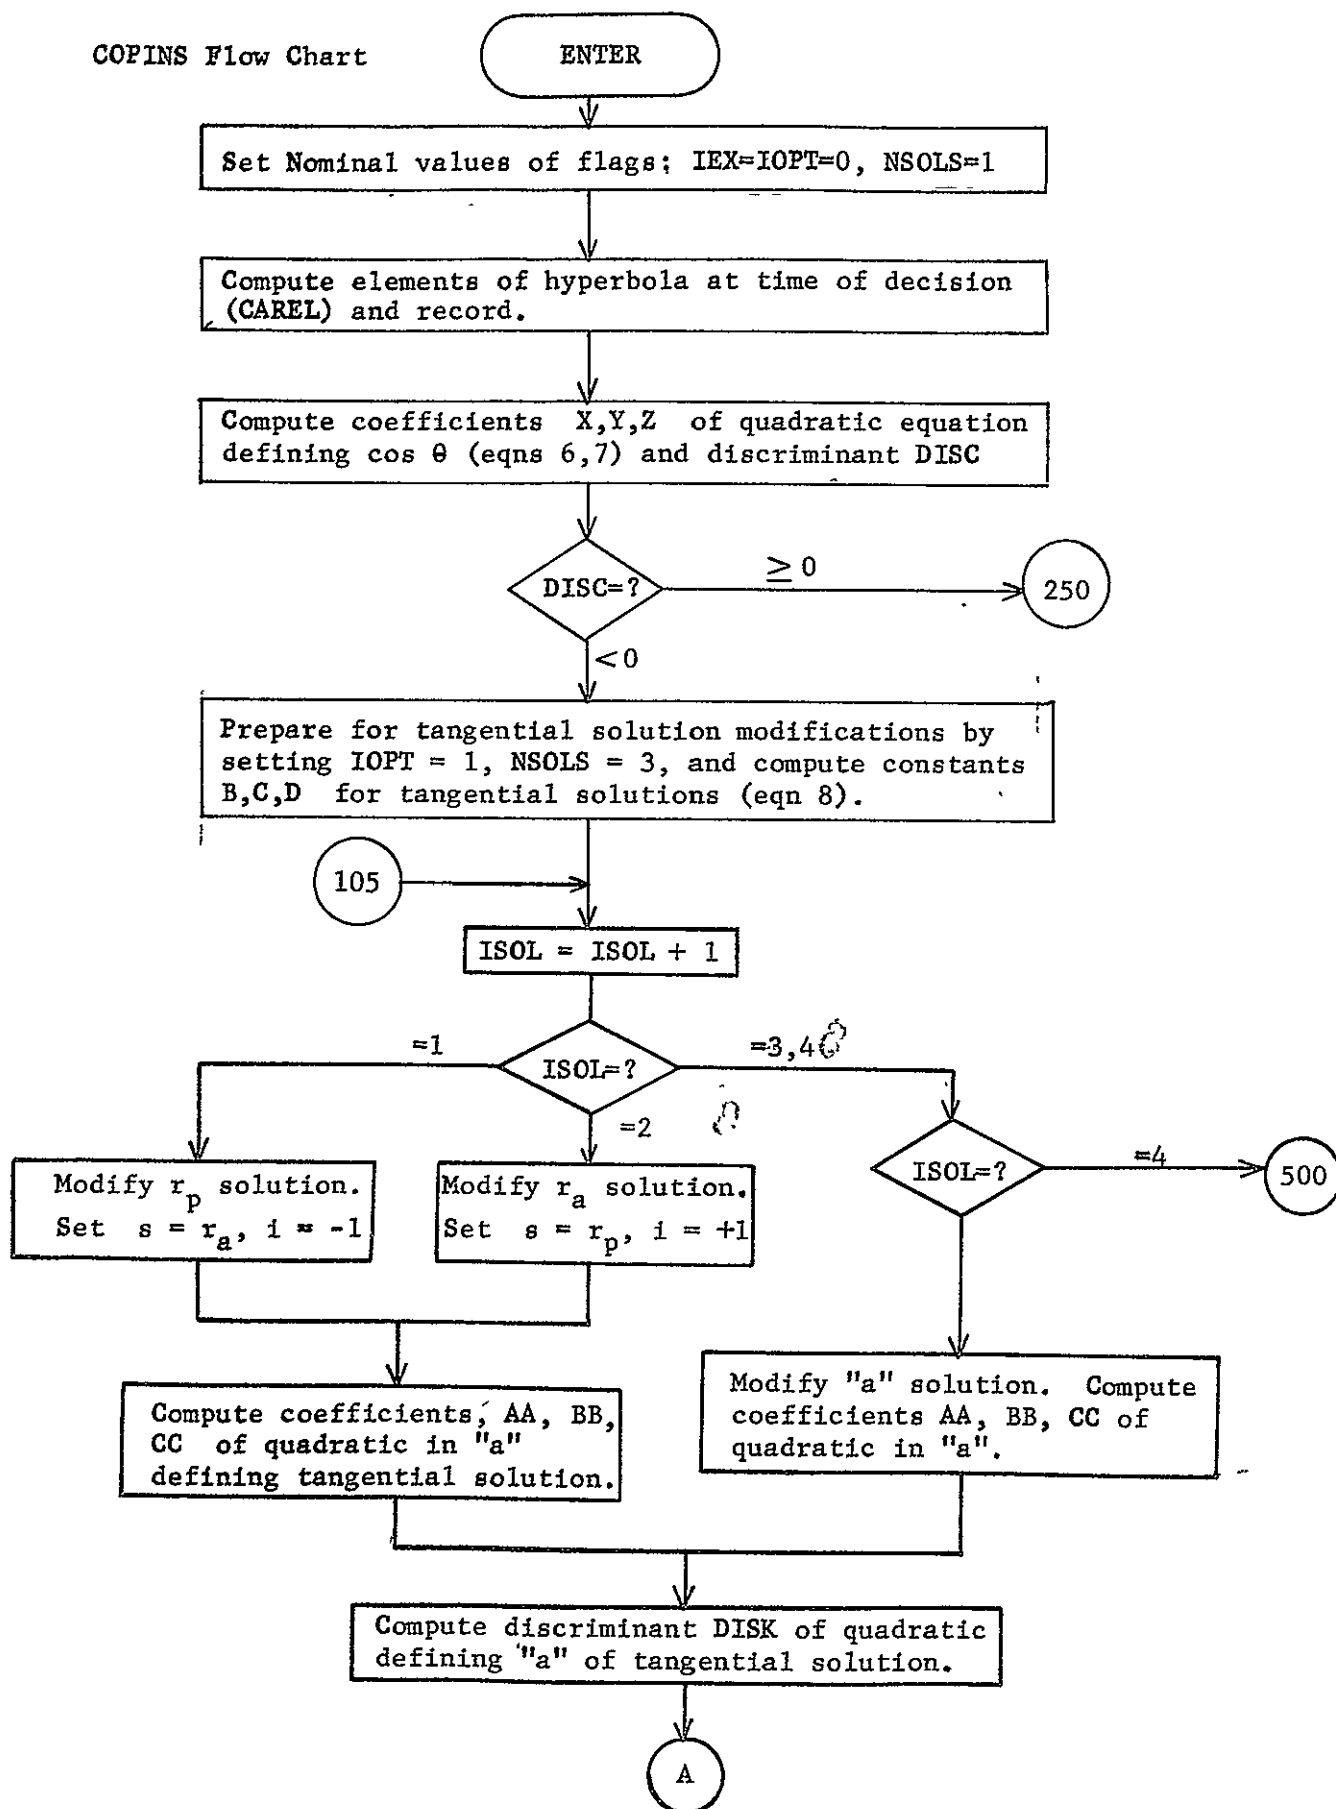 COPINS Flow Chart
ENTER
Set Nominal values of flags: IEX=IOPT=0, NSOLS=1
Compute elements of hyperbola at time of decision
(CAREL) and record.
Compute coefficients X,Y,Z of quadratic equation
defining cos θ (eqns 6,7) and discriminant DISC
DISC=?
≥ 0
250
<0
Prepare for tangential solution modifications by
setting IOPT = 1, NSOLS = 3, and compute constants
B,C,D for tangential solutions (eqn 8).
105
ISOL = ISOL + 1
=1
ISOL=?
=3,4
=2
Modify r_p solution.
Set s = r_a, i = -1
Modify r_a solution.
Set s = r_p, i = +1
ISOL=?
=4
500
Compute coefficients, AA, BB,
CC of quadratic in "a"
defining tangential solution.
Modify "a" solution. Compute
coefficients AA, BB, CC of
quadratic in "a".
Compute discriminant DISK of quadratic
defining "a" of tangential solution.
A